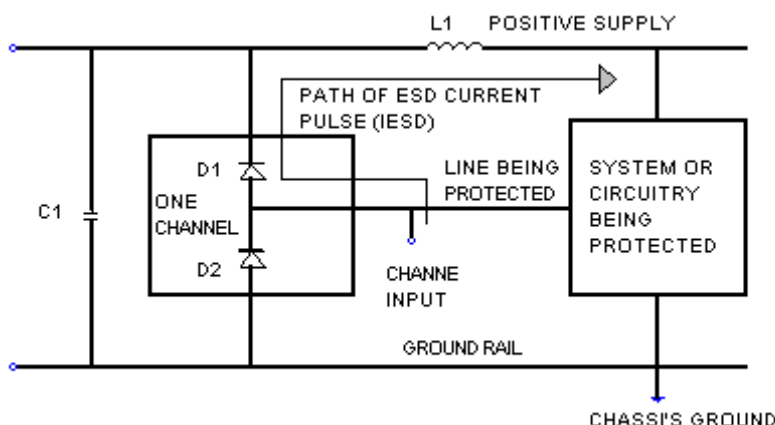 L1 POSITIVE SUPPLY
PATH OF ESD CURRENT
PULSE (IESD)
D1
LINE BEING
PROTECTED
SYSTEM OR
CIRCUITRY
BEING
PROTECTED
ONE
CHANNEL
C1
D2
CHANNE
INPUT
GROUND RAIL
CHASSI'S GROUND